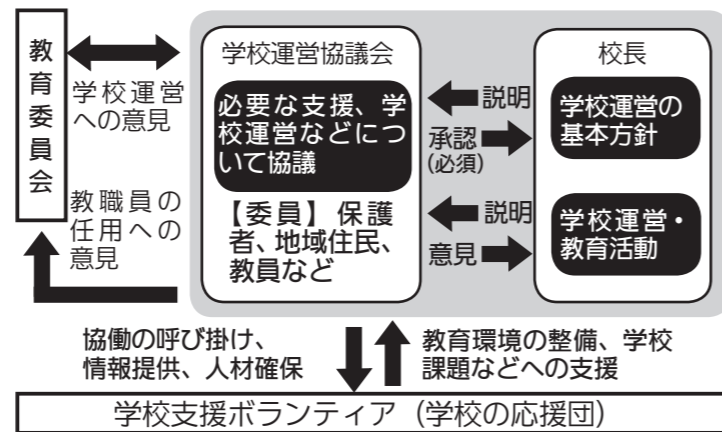 教育委員会
学校運営
への意見
教職員の
任用への
意見
学校運営協議会
必要な支援、学
校運営などにつ
いて協議
【委員】保護
者、地域住民、
教員など
説明
承認
(必須)
説明
意見
校長
学校運営の
基本方針
学校運営・
教育活動
協働の呼び掛け、
情報提供、人材確保
教育環境の整備、学校
課題などへの支援
学校支援ボランティア（学校の応援団）